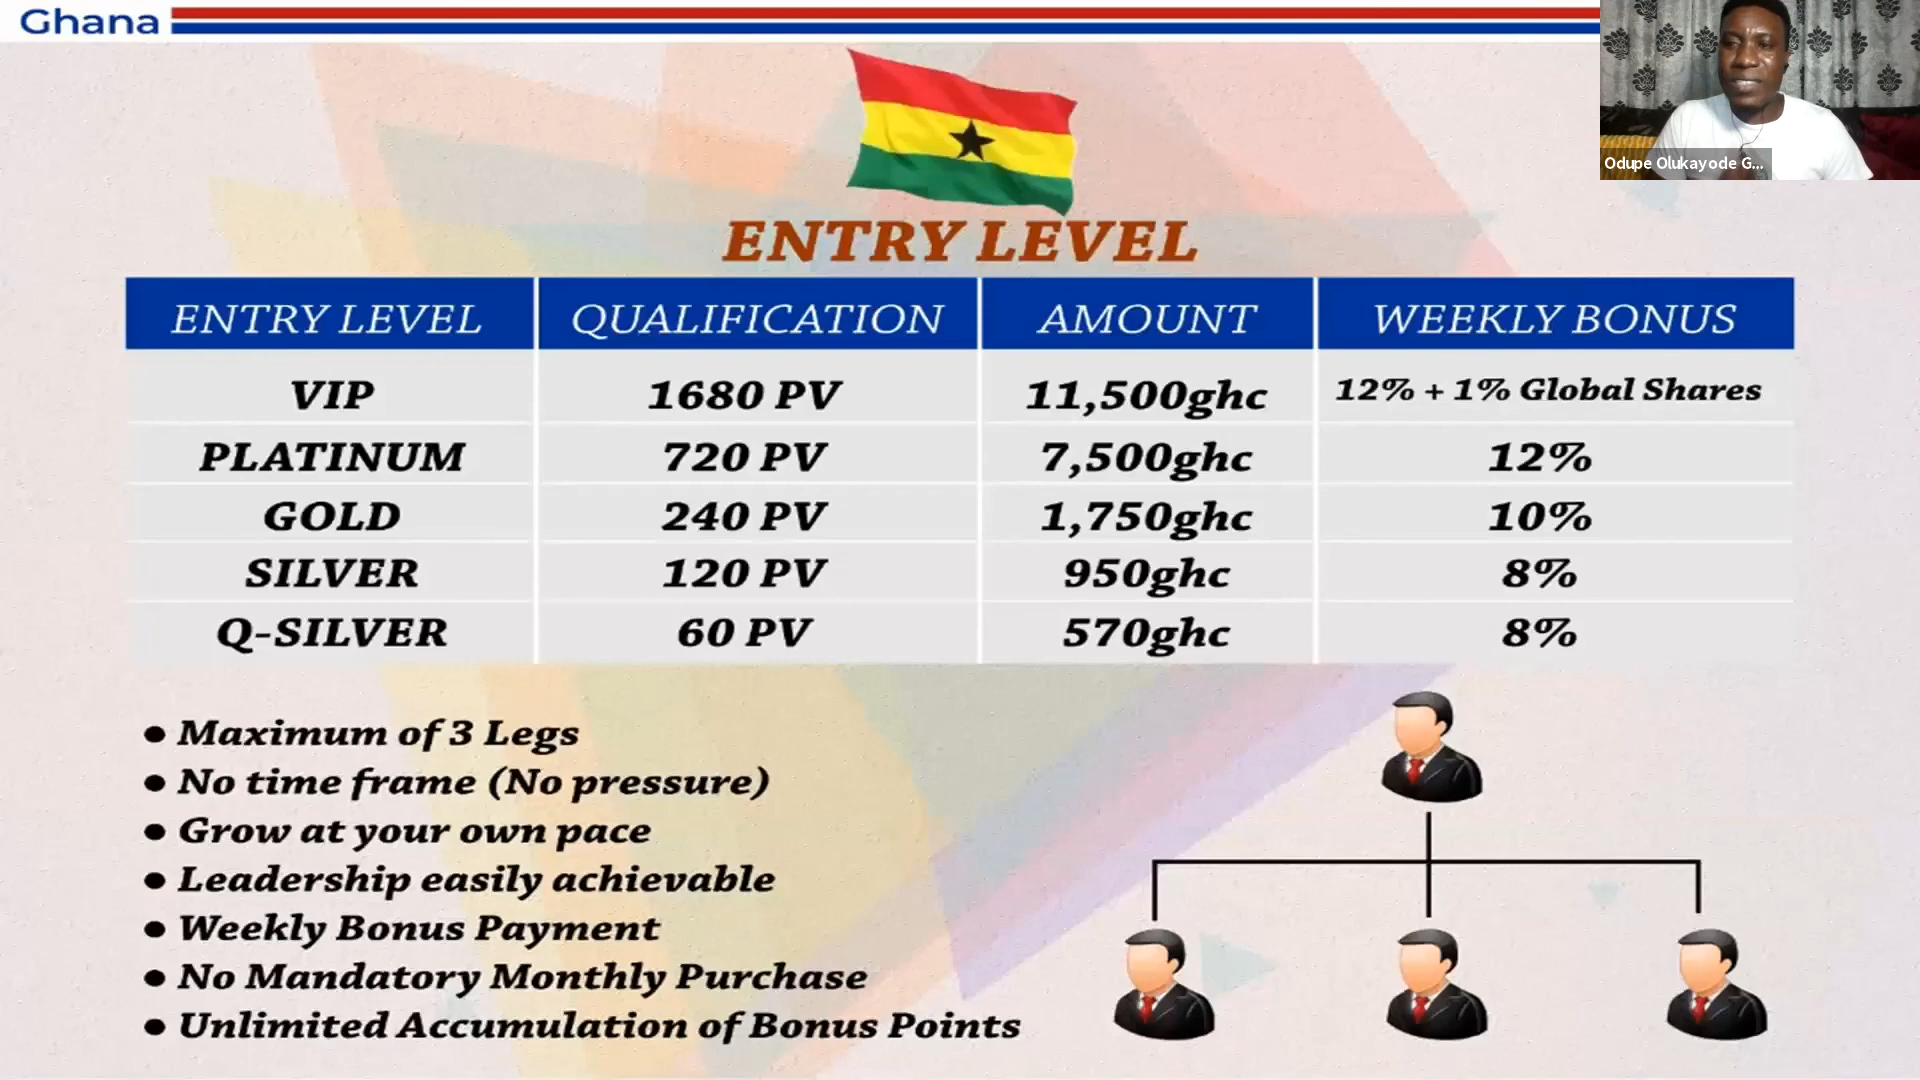 Ghana
Odupe Olukayode G...
ENTRY LEVEL
ENTRY LEVEL QUALIFICATION AMOUNT WEEKLY BONUS
VIP 1680 PV 11,500ghc 12% + 1% Global Shares
PLATINUM 720 PV 7,500ghc 12%
GOLD 240 PV 1,750ghc 10%
SILVER 120 PV 950ghc 8%
Q-SILVER 60 PV 570ghc 8%
• Maximum of 3 Legs
• No time frame (No pressure)
• Grow at your own pace
• Leadership easily achievable
• Weekly Bonus Payment
• No Mandatory Monthly Purchase
• Unlimited Accumulation of Bonus Points